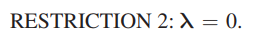 RESTRICTION 2: λ = 0.